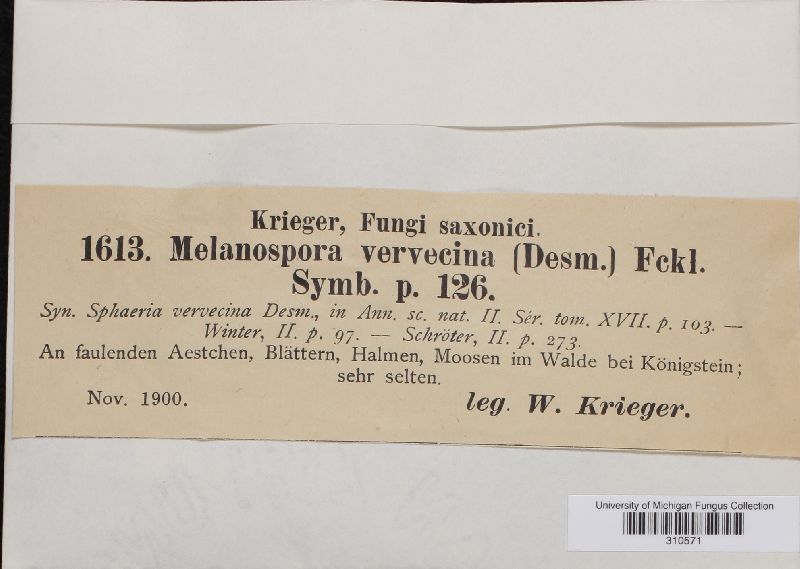 Krieger, Fungi saxonici.
1613. Melanospora vervecina (Desm.) Fckl.
Symb. p. 126.
Syn. Sphaeria vervecina Desm., in Ann. sc. nat. II. Sér. tom. XVII. p. 103. —
Winter, II. p. 97. — Schröter, II. p. 273.
An faulenden Aestchen, Blättern, Halmen, Moosen im Walde bei Königstein;
sehr selten.
Nov. 1900.
leg. W. Krieger.
University of Michigan Fungus Collection
310571